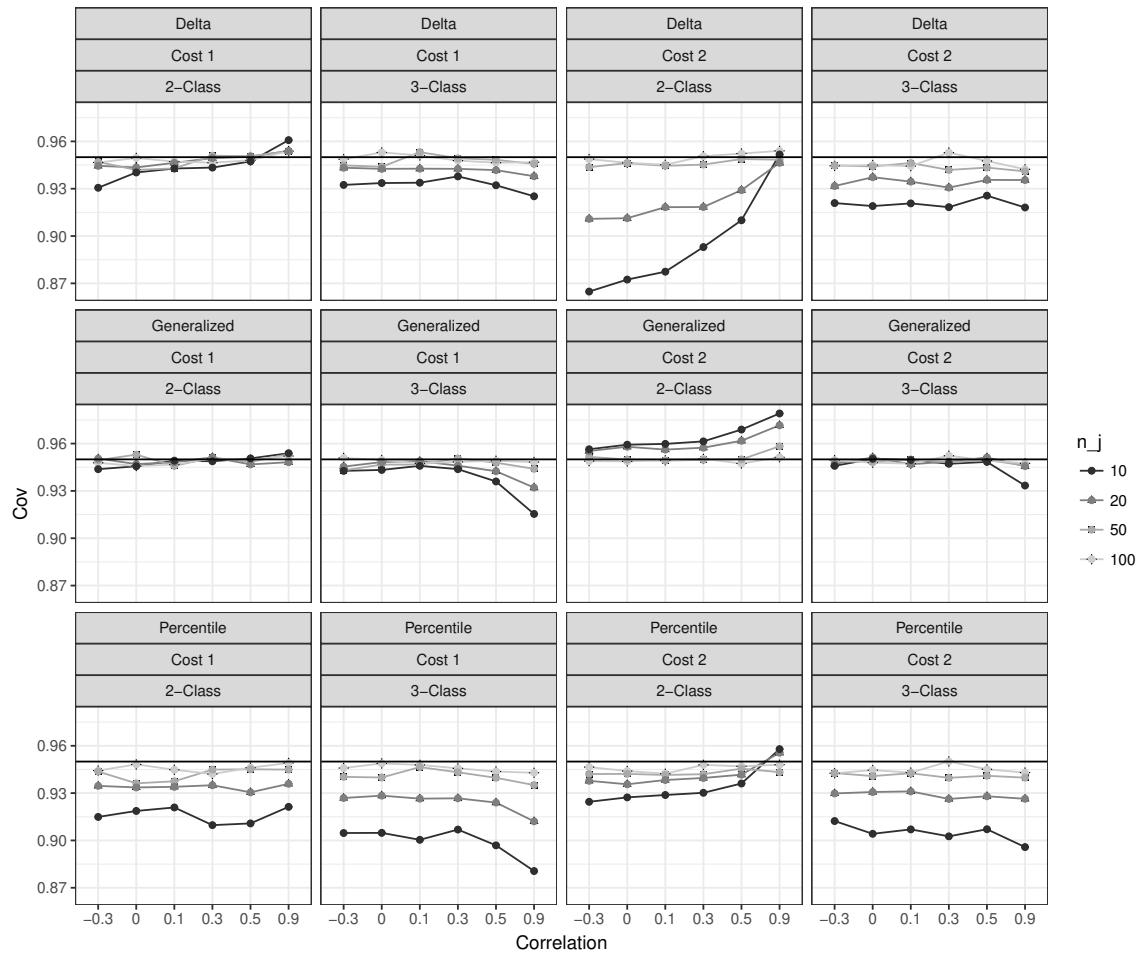 Delta Delta Delta Delta
Cost 1 Cost 1 Cost 2 Cost 2
2−Class 3−Class 2−Class 3−Class
0.96
0.93
0.90
0.87
Generalized Generalized Generalized Generalized
Cost 1 Cost 1 Cost 2 Cost 2
2−Class 3−Class 2−Class 3−Class
0.96
0.93
0.90
0.87
Cov
Percentile Percentile Percentile Percentile
Cost 1 Cost 1 Cost 2 Cost 2
2−Class 3−Class 2−Class 3−Class
0.96
0.93
0.90
0.87
−0.3 0 0.1 0.3 0.5 0.9 −0.3 0 0.1 0.3 0.5 0.9 −0.3 0 0.1 0.3 0.5 0.9 −0.3 0 0.1 0.3 0.5 0.9
Correlation
n_j
10
20
50
100